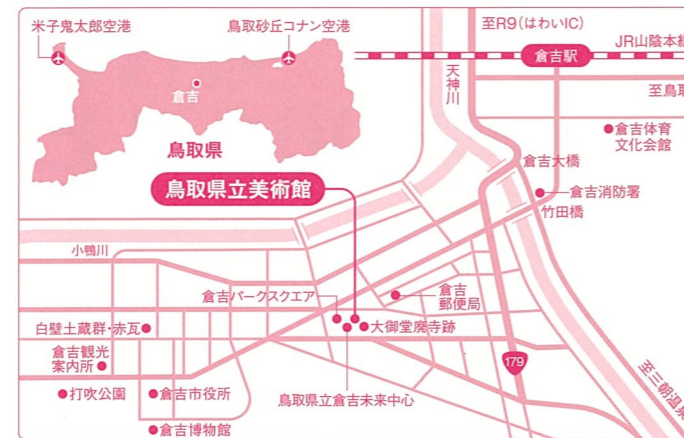 米子鬼太郎空港
鳥取砂丘コナン空港
倉吉
鳥取県
鳥取県立美術館
至R9(はわいIC)
JR山陰本線
倉吉駅
天神川
至鳥取
倉吉体育
文化会館
倉吉大橋
倉吉消防署
竹田橋
小鴨川
倉吉パークスクエア
倉吉
郵便局
白壁土蔵群・赤瓦
大御堂廃寺跡
倉吉観光
案内所
179
打吹公園
倉吉市役所
鳥取県立倉吉未来中心
至三朝温泉
倉吉博物館